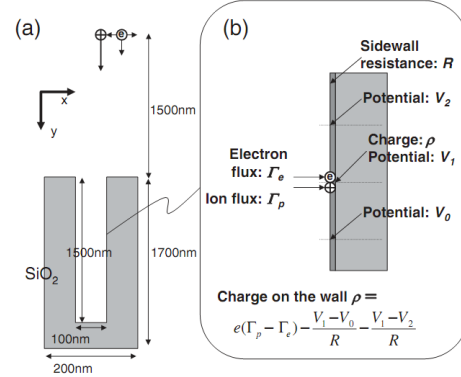 (a)
e
x
y
1500nm
1500nm
1700nm
SiO₂
100nm
200nm
(b)
Sidewall
resistance: R
Potential: V₂
Charge: ρ
Potential: V₁
Electron
flux: Γₑ
e
Ion flux: Γₚ
Potential: V₀
Charge on the wall ρ =
e(Γₚ − Γₑ) − (V₁ − V₀)/R − (V₁ − V₂)/R